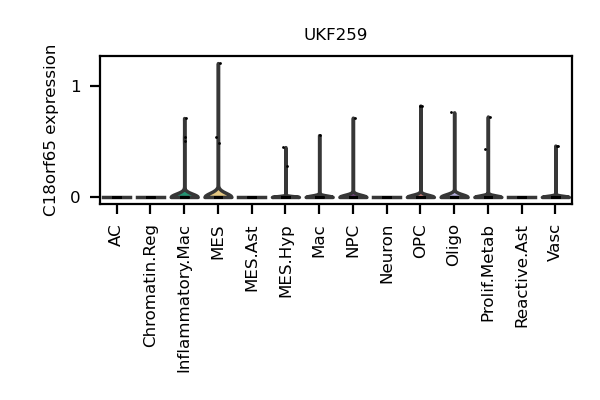 UKF259
C18orf65 expression
1
0
AC
Chromatin.Reg
Inflammatory.Mac
MES
MES.Ast
MES.Hyp
Mac
NPC
Neuron
OPC
Oligo
Prolif.Metab
Reactive.Ast
Vasc